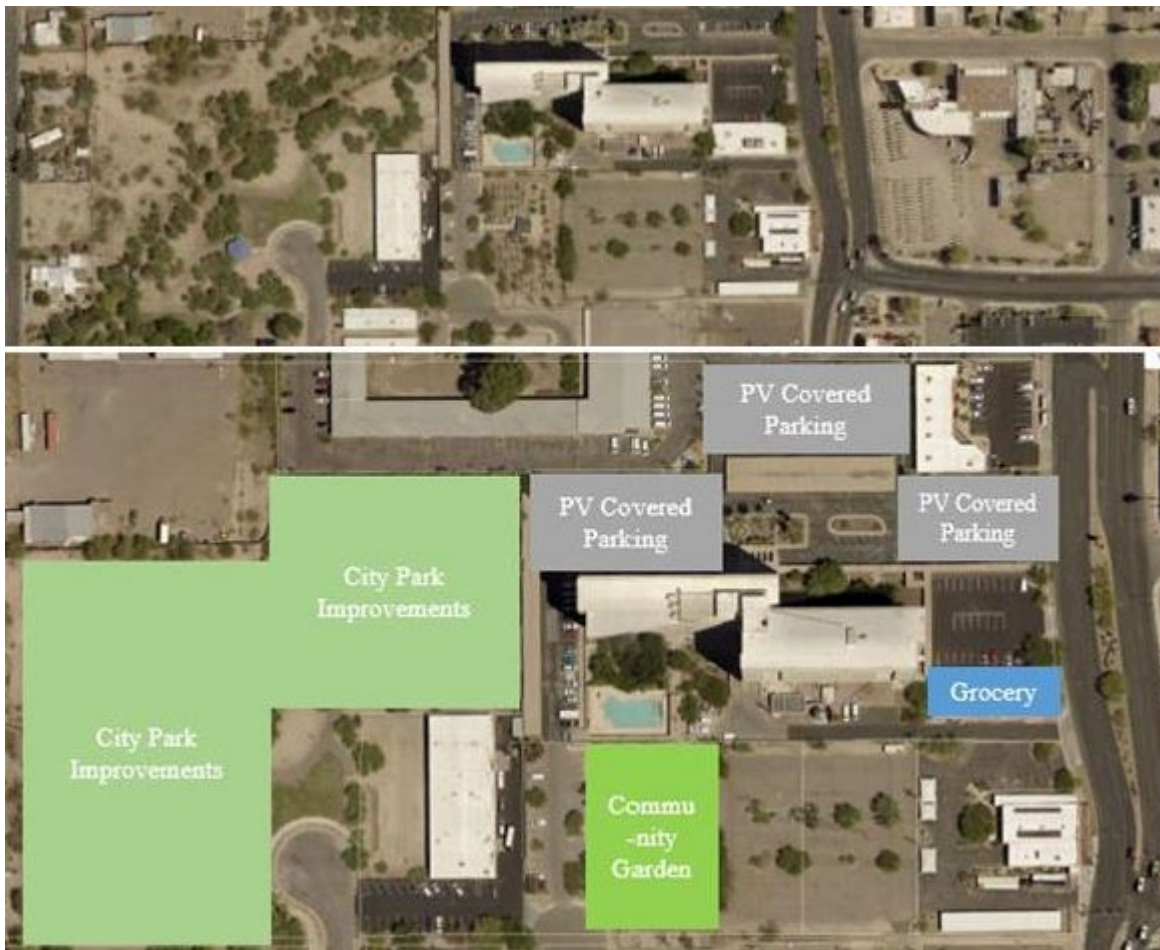 PV Covered
Parking
PV Covered
Parking
PV Covered
Parking
City Park
Improvements
Grocery
City Park
Improvements
Commu
-nity
Garden